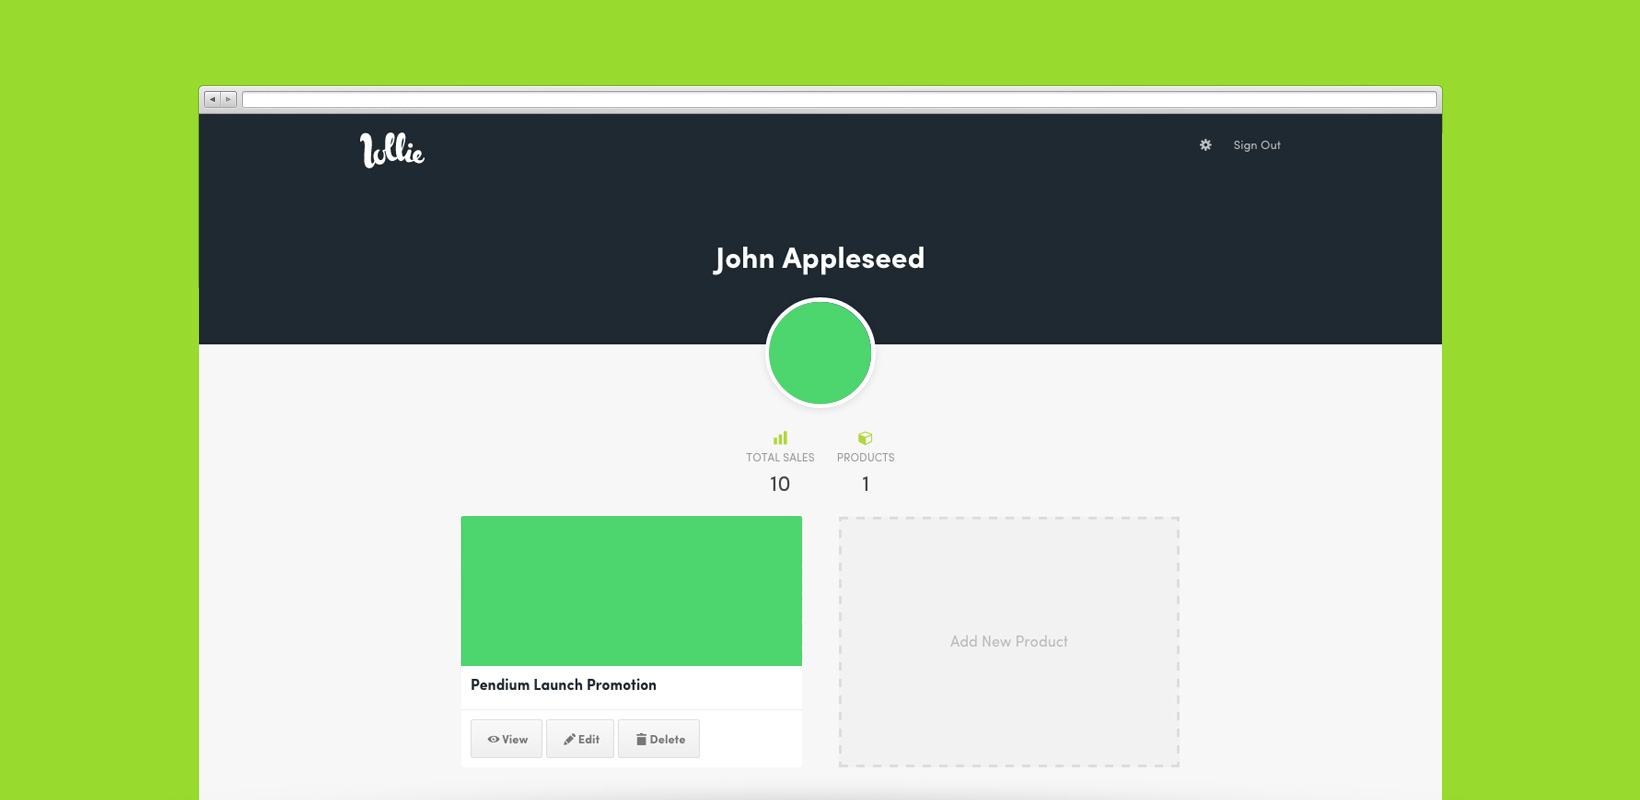 Lollie
Sign Out
John Appleseed
TOTAL SALES
PRODUCTS
10
1
Pendium Launch Promotion
Add New Product
View
Edit
Delete